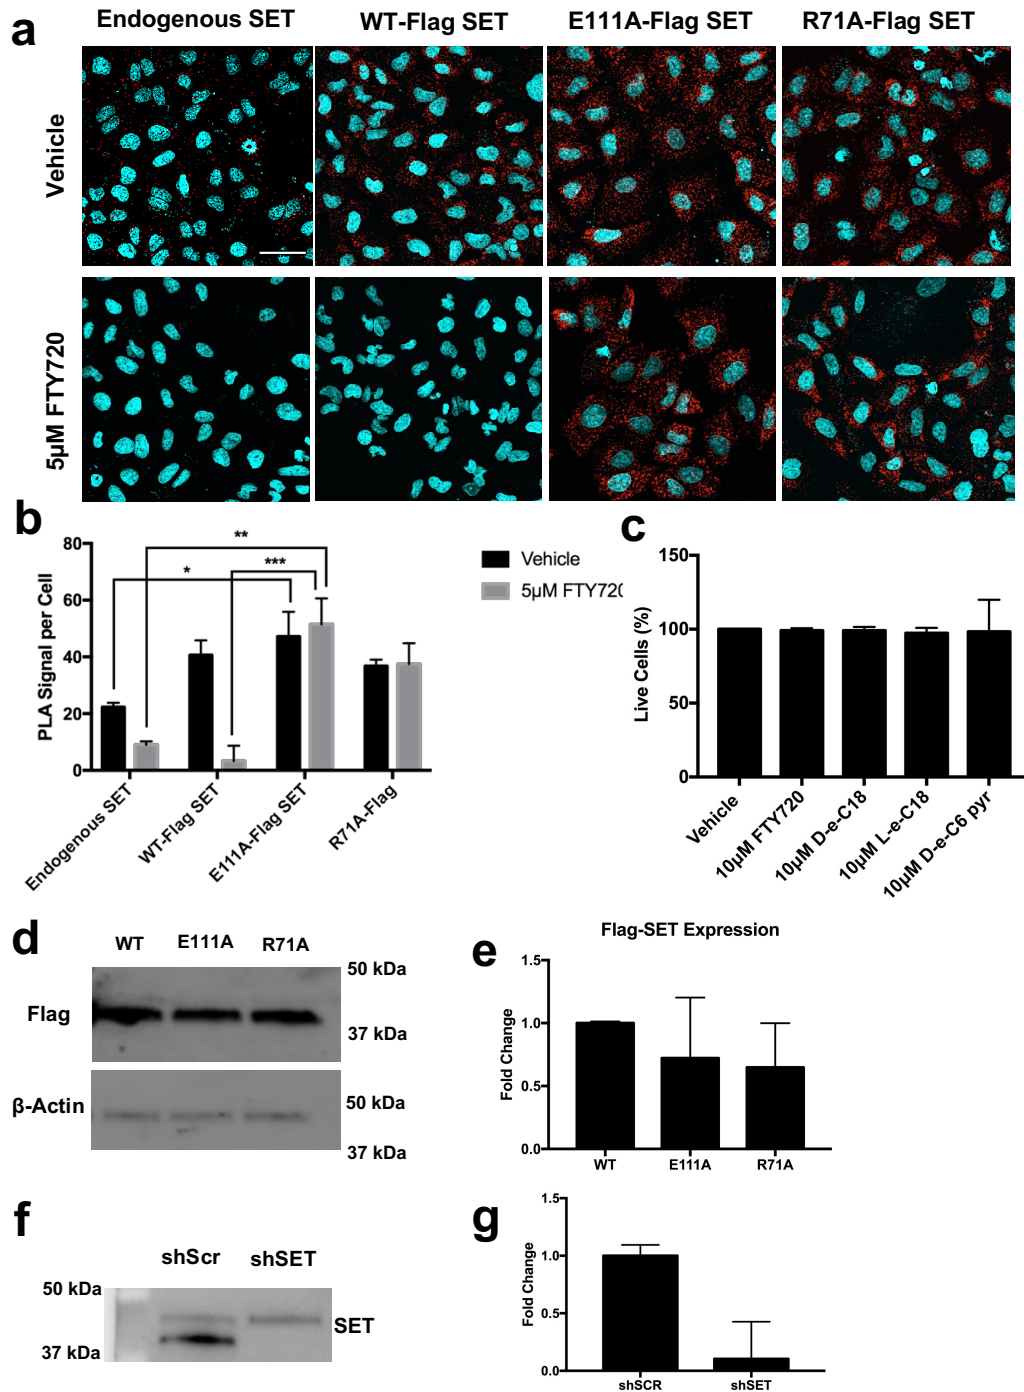 a
Endogenous SET
WT-Flag SET
E111A-Flag SET
R71A-Flag SET
Vehicle
5µM FTY720
b
PLA Signal per Cell
80
60
40
20
0
**
*
***
Vehicle
5µM FTY720
Endogenous SET
WT-Flag SET
E111A-Flag SET
R71A-Flag
c
Live Cells (%)
150
100
50
0
Vehicle
10µM FTY720
10µM D-e-C18
10µM L-e-C18
10µM D-e-C6 pyr
d
WT
E111A
R71A
Flag
50 kDa
37 kDa
β-Actin
50 kDa
37 kDa
e
Flag-SET Expression
Fold Change
1.5
1.0
0.5
0.0
WT
E111A
R71A
f
shScr
shSET
50 kDa
37 kDa
SET
g
Fold Change
1.5
1.0
0.5
0.0
shSCR
shSET